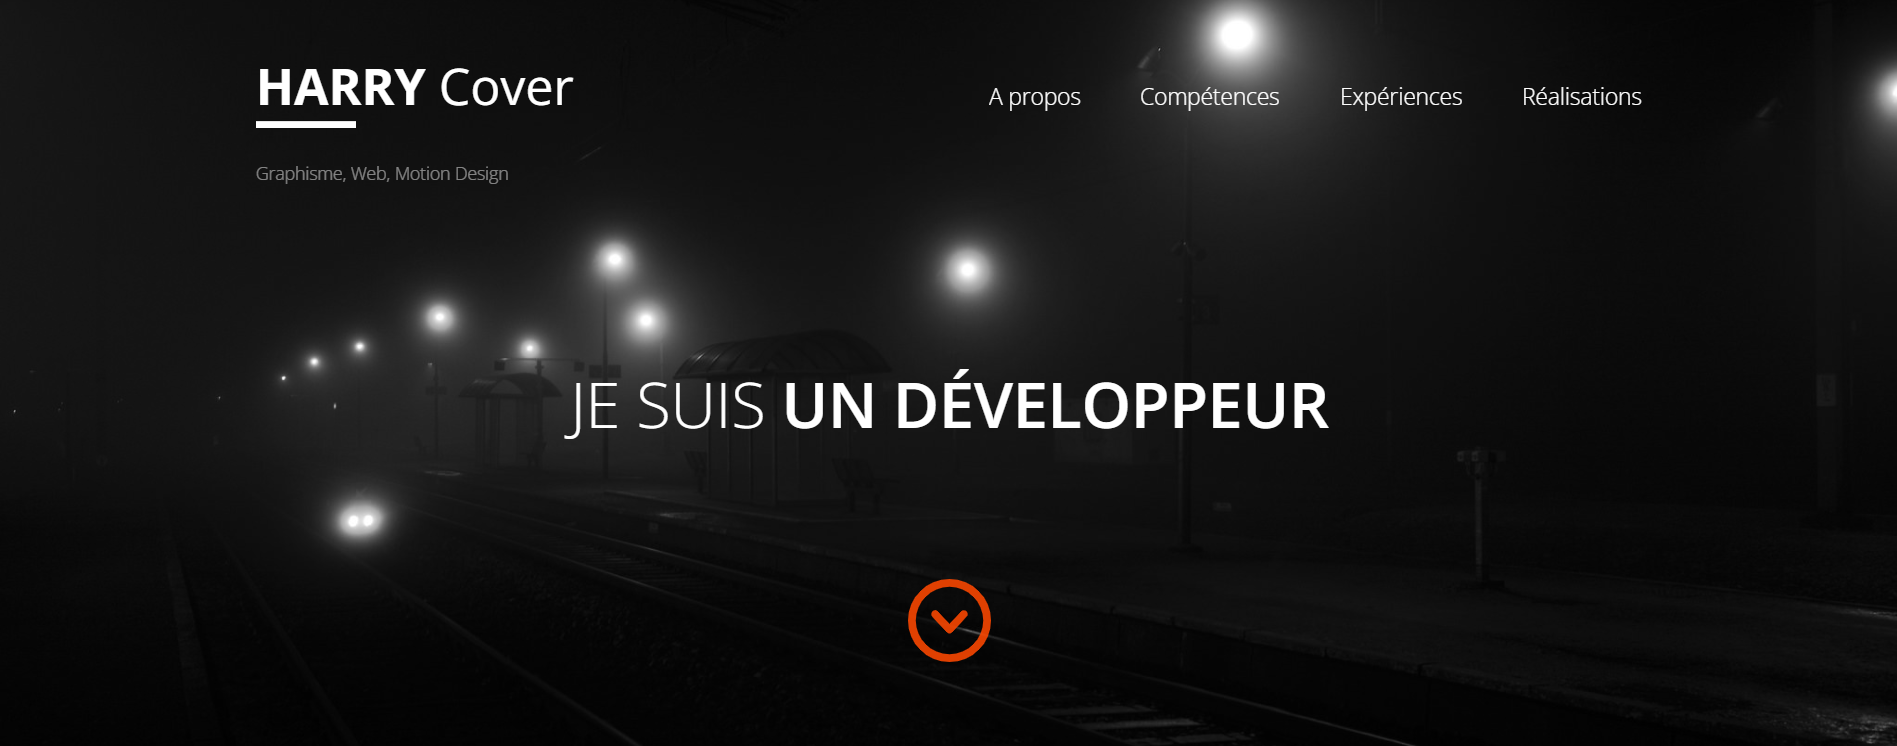 HARRY Cover
A propos Compétences Expériences Réalisations
Graphisme, Web, Motion Design
JE SUIS UN DÉVELOPPEUR